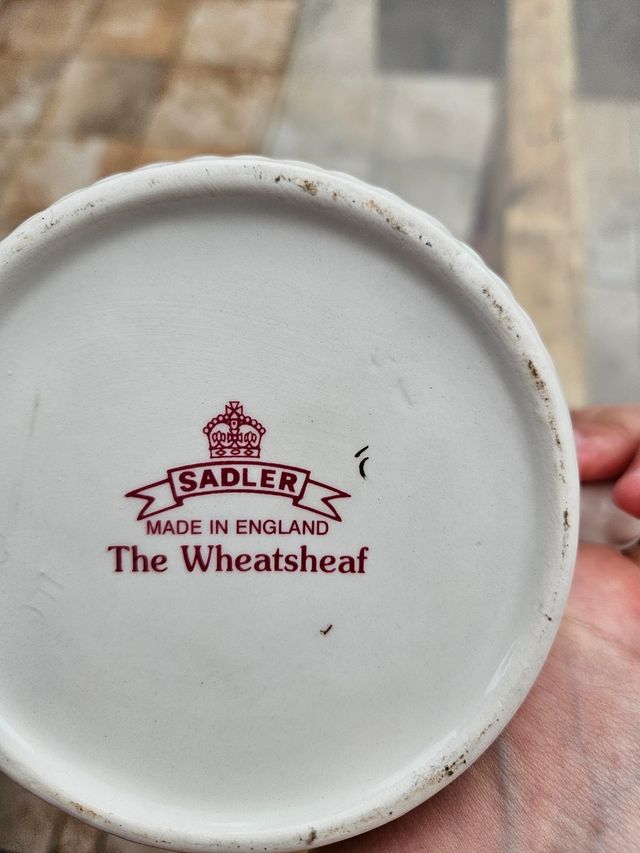 SADLER
MADE IN ENGLAND
The Wheatsheaf